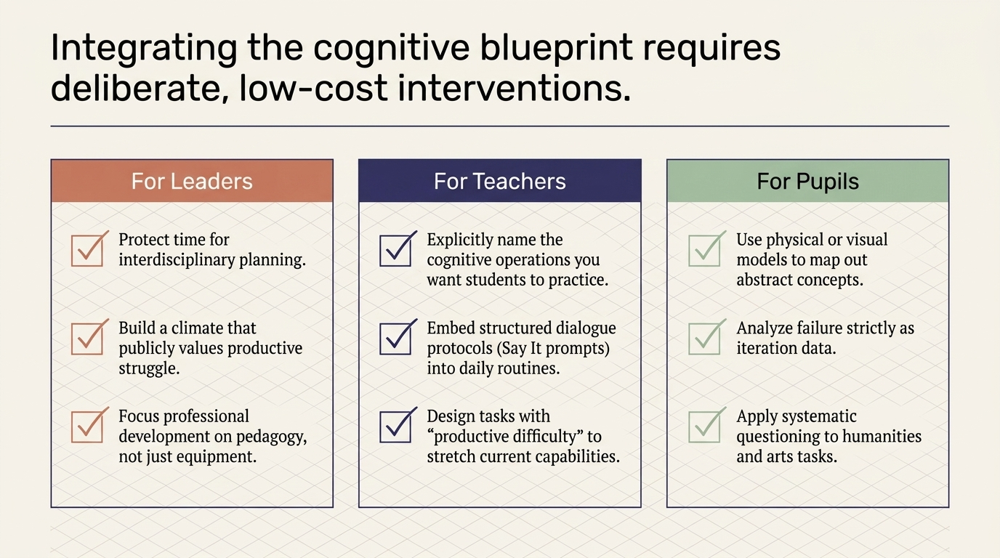 Integrating the cognitive blueprint requires
deliberate, low-cost interventions.
For Leaders
Protect time for
interdisciplinary planning.
Build a climate that
publicly values productive
struggle.
Focus professional
development on pedagogy,
not just equipment.
For Teachers
Explicitly name the
cognitive operations you
want students to practice.
Embed structured dialogue
protocols (Say It prompts)
into daily routines.
Design tasks with
“productive difficulty” to
stretch current capabilities.
For Pupils
Use physical or visual
models to map out
abstract concepts.
Analyze failure strictly as
iteration data.
Apply systematic
questioning to humanities
and arts tasks.